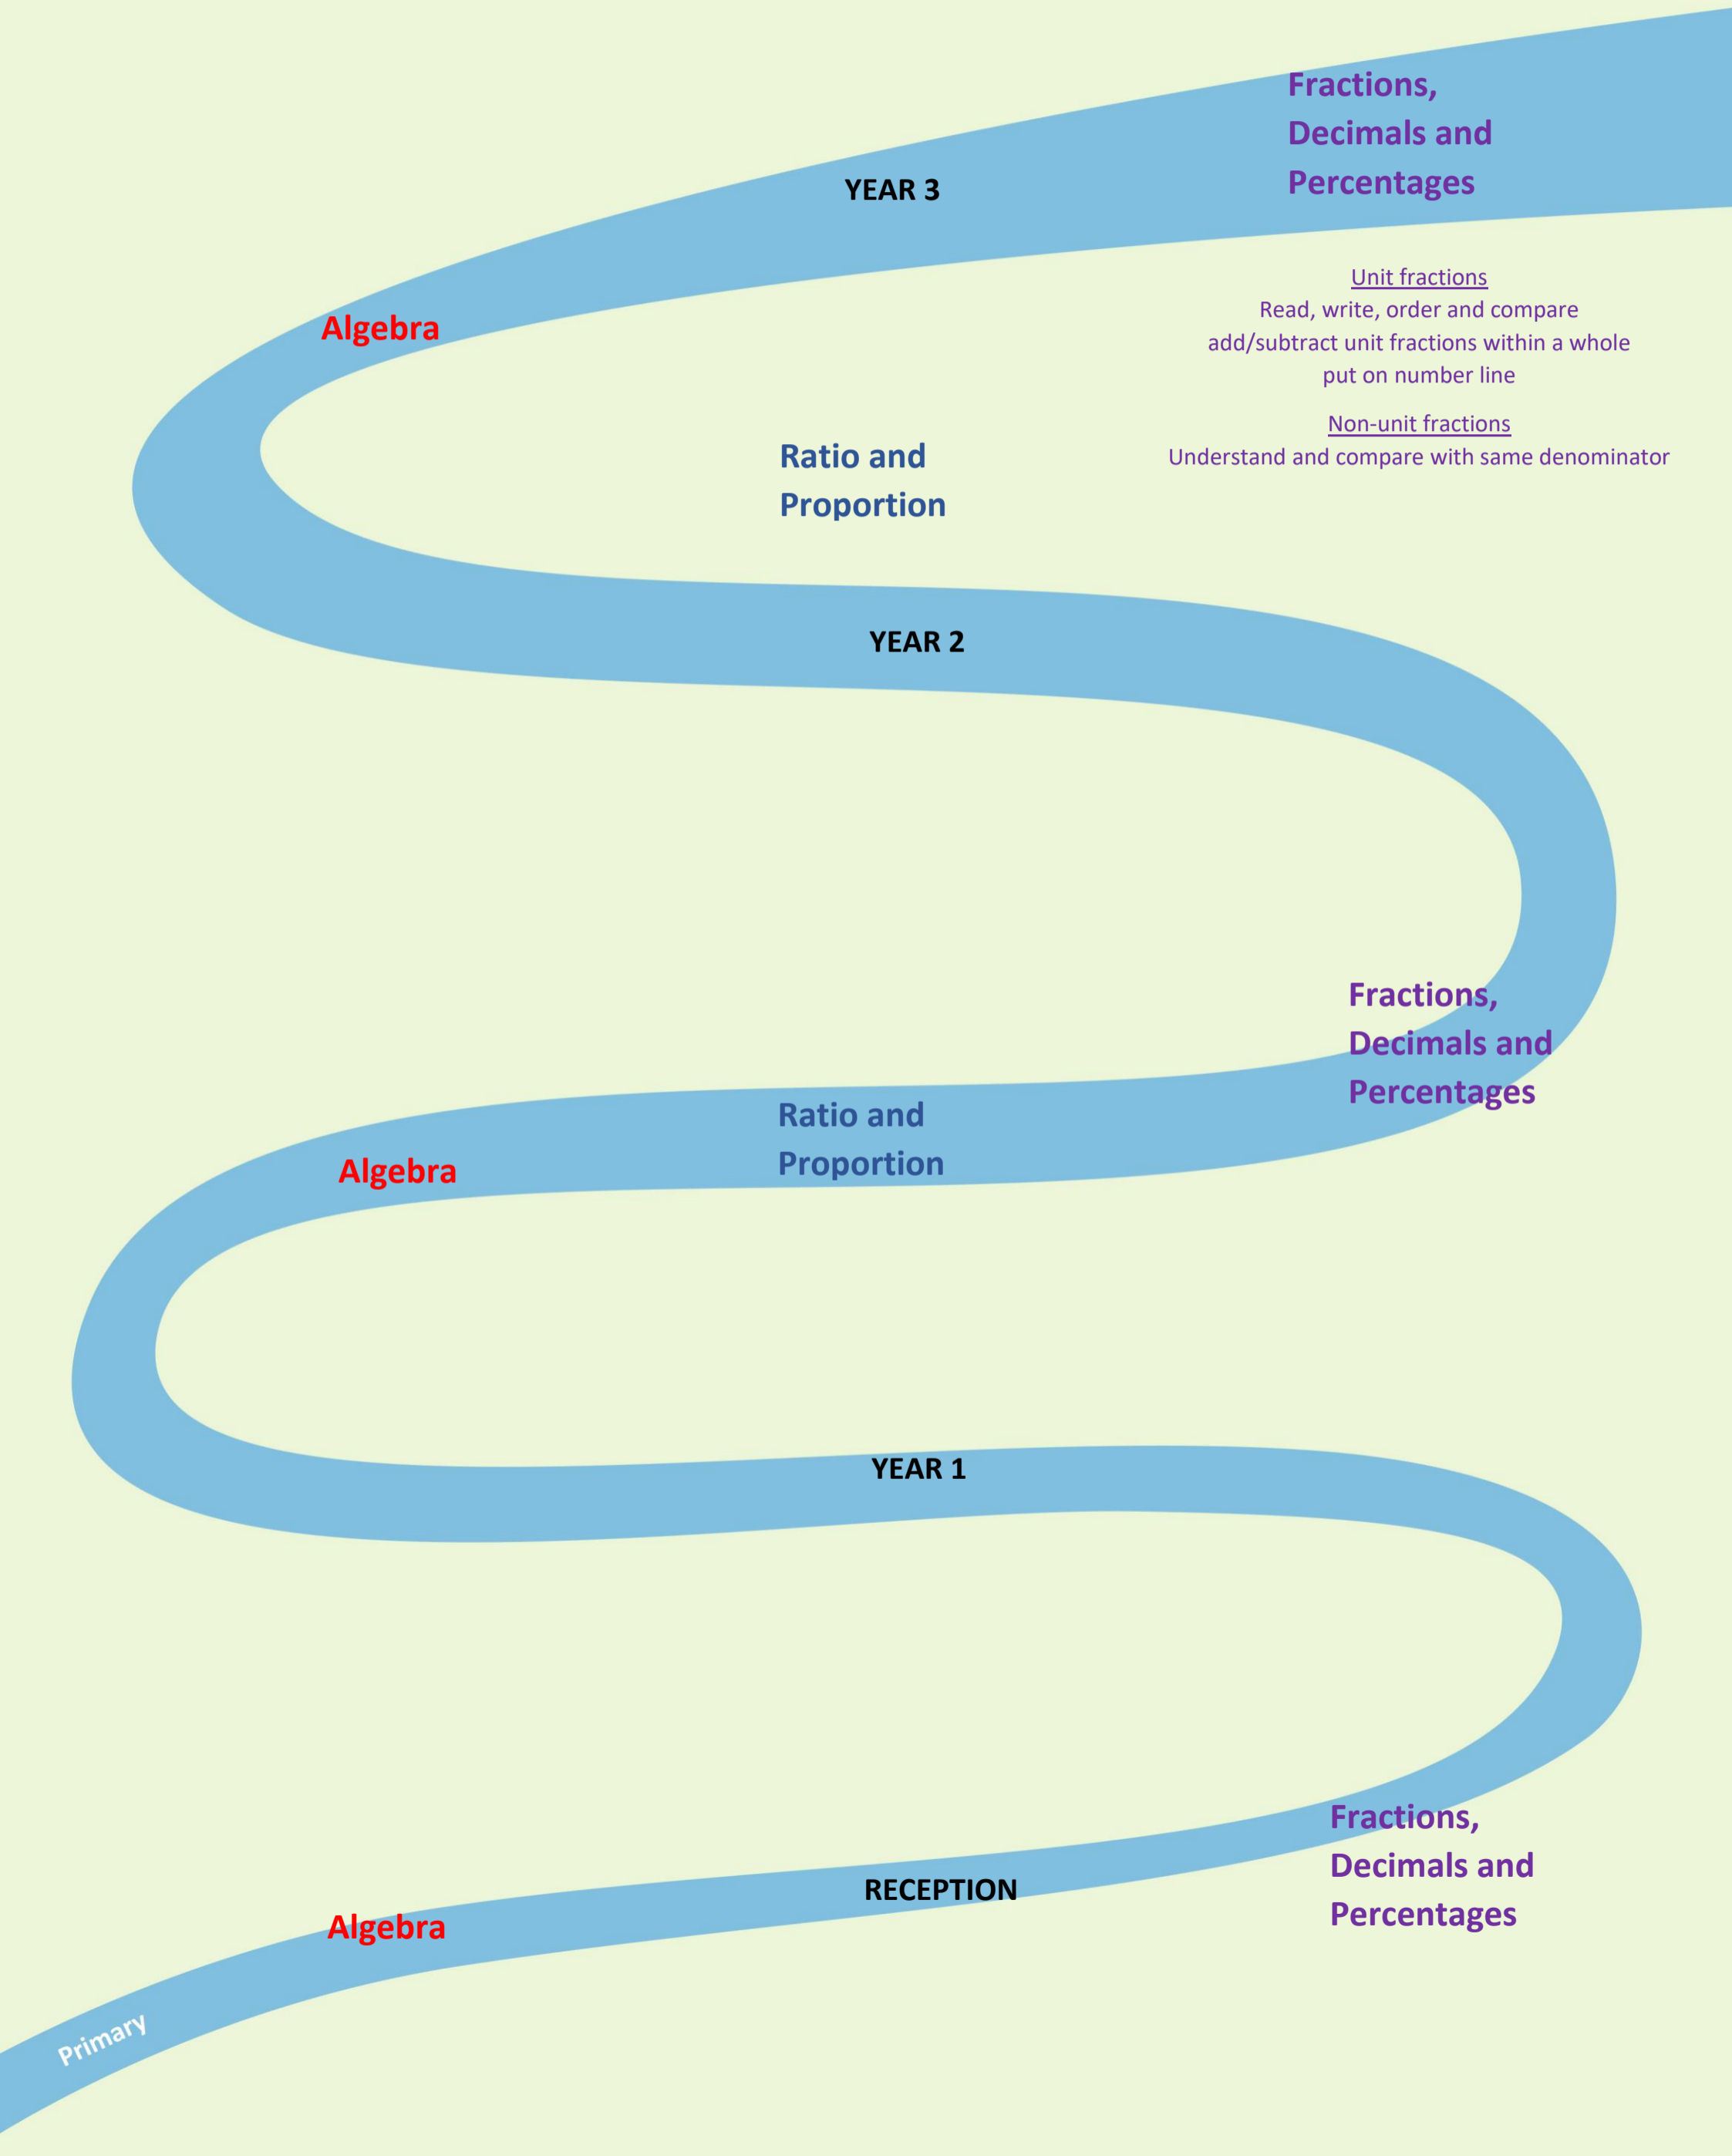 Fractions,
Decimals and
Percentages
YEAR 3
Unit fractions
Read, write, order and compare
add/subtract unit fractions within a whole
put on number line
Algebra
Non-unit fractions
Understand and compare with same denominator
Ratio and
Proportion
YEAR 2
Fractions,
Decimals and
Percentages
Ratio and
Proportion
Algebra
YEAR 1
Fractions,
Decimals and
Percentages
RECEPTION
Algebra
Primary